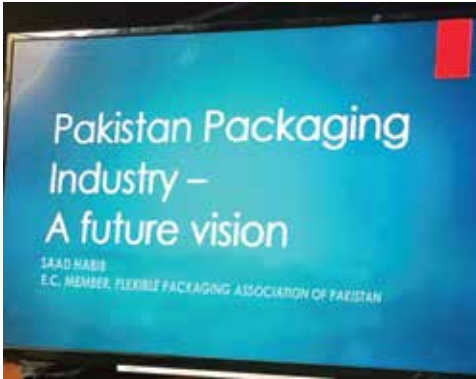 Pakistan Packaging
Industry –
A future vision
SAAD HABIB
E.C. MEMBER, FLEXIBLE PACKAGING ASSOCIATION OF PAKISTAN